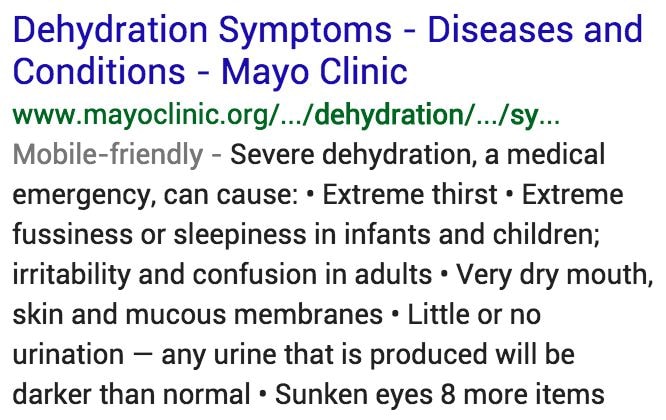 Dehydration Symptoms - Diseases and
Conditions - Mayo Clinic
www.mayoclinic.org/.../dehydration/.../sy...
Mobile-friendly - Severe dehydration, a medical
emergency, can cause: • Extreme thirst • Extreme
fussiness or sleepiness in infants and children;
irritability and confusion in adults • Very dry mouth,
skin and mucous membranes • Little or no
urination — any urine that is produced will be
darker than normal • Sunken eyes 8 more items